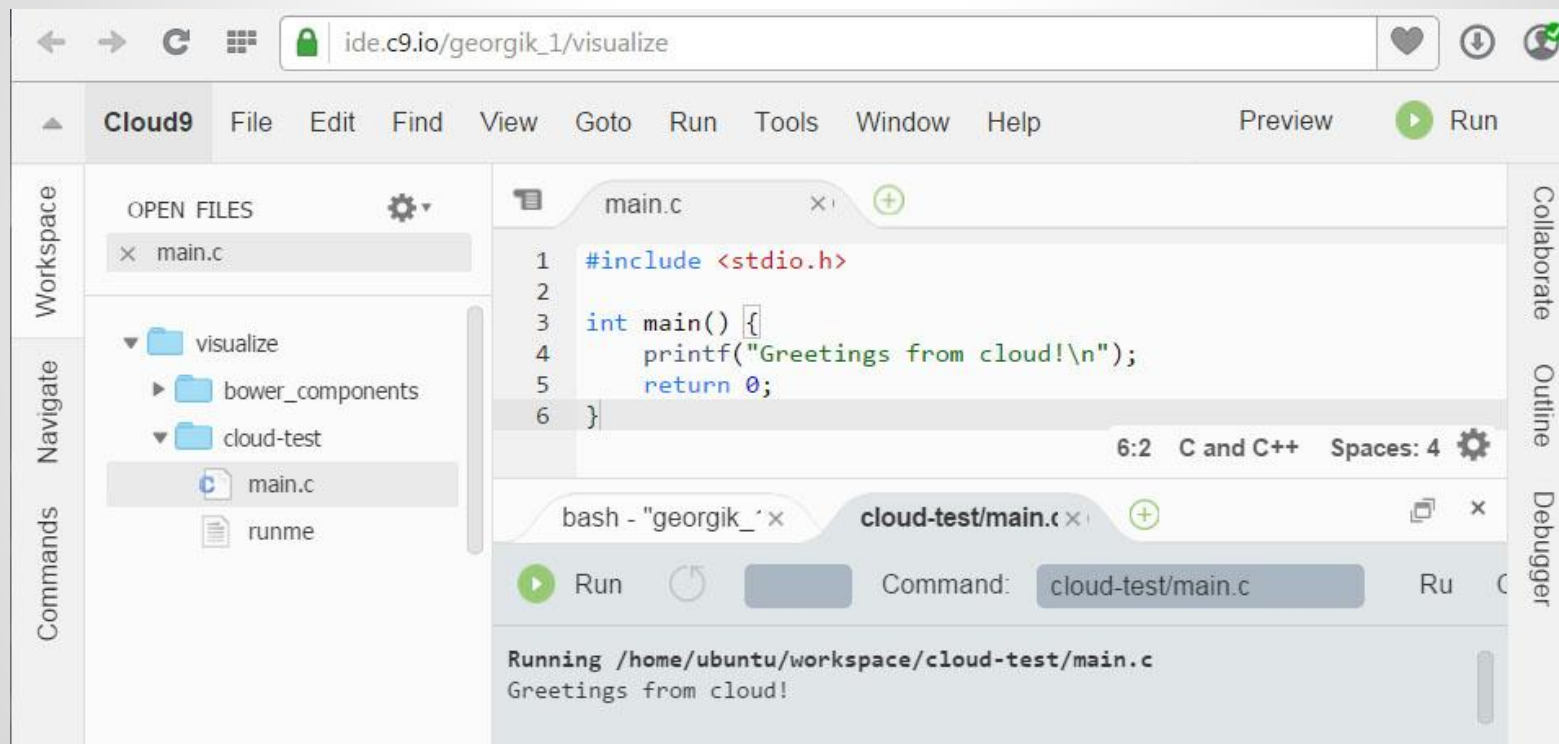 ide.c9.io/georgik_1/visualize
Cloud9 File Edit Find View Goto Run Tools Window Help Preview Run
Workspace
Navigate
Commands
OPEN FILES
main.c
visualize
bower_components
cloud-test
main.c
runme
main.c
1 #include <stdio.h>
2
3 int main() {
4     printf("Greetings from cloud!\n");
5     return 0;
6 }
6:2 C and C++ Spaces: 4
bash - "georgik_
cloud-test/main.c
Run Command: cloud-test/main.c Ru
Running /home/ubuntu/workspace/cloud-test/main.c
Greetings from cloud!
Collaborate
Outline
Debugger